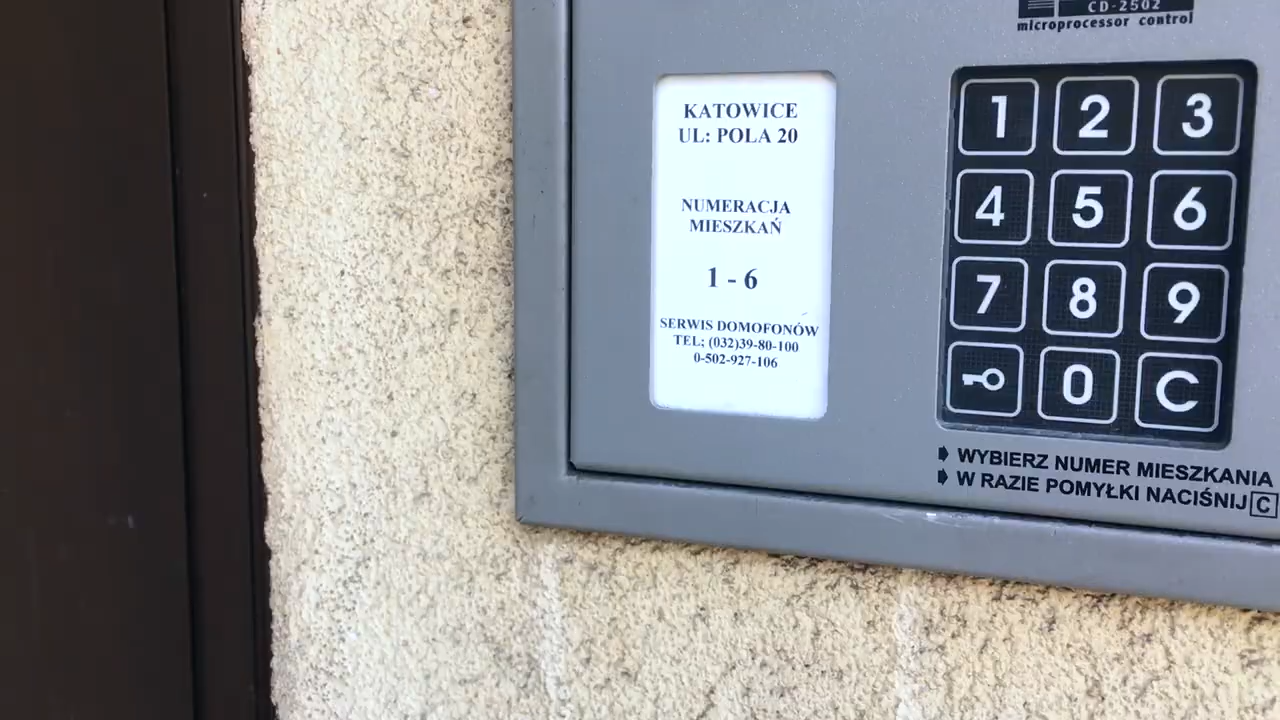 CD-2502
microprocessor control
KATOWICE
UL: POLA 20
NUMERACJA
MIESZKAŃ
1 - 6
SERWIS DOMOFONÓW
TEL; (032)39-80-100
0-502-927-106
1 2 3
4 5 6
7 8 9
0 C
WYBIERZ NUMER MIESZKANIA
W RAZIE POMYŁKI NACIŚNIJ C